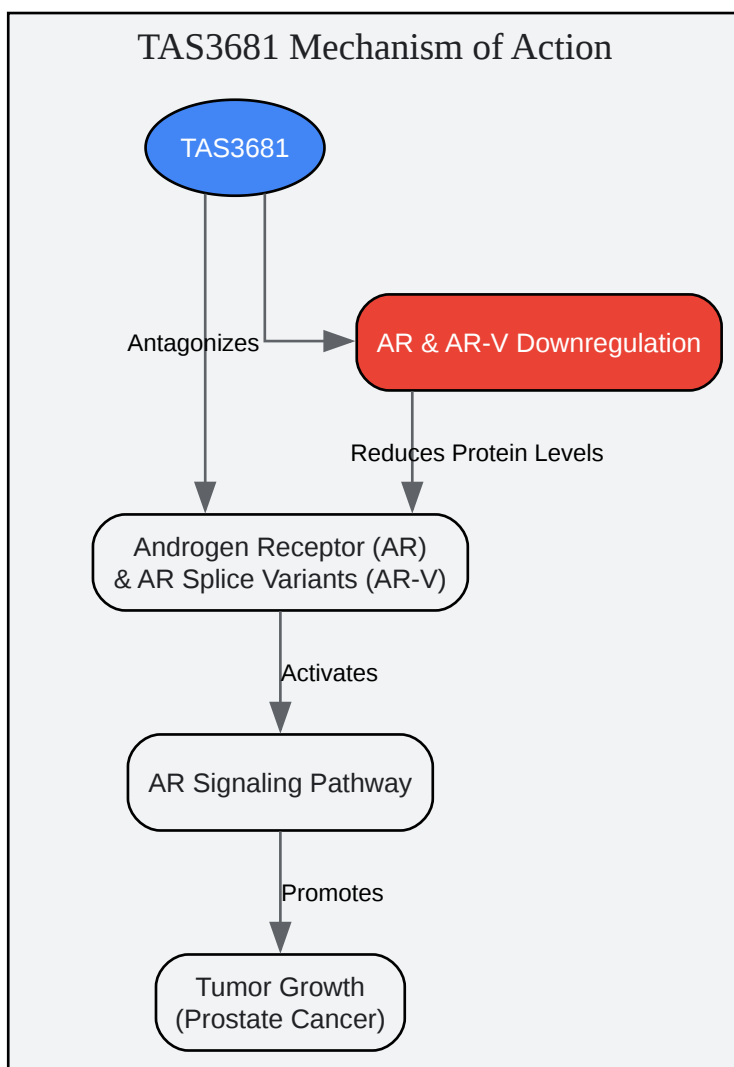 TAS3681 Mechanism of Action
TAS3681
Antagonizes
AR & AR-V Downregulation
Reduces Protein Levels
Androgen Receptor (AR)
& AR Splice Variants (AR-V)
Activates
AR Signaling Pathway
Promotes
Tumor Growth
(Prostate Cancer)